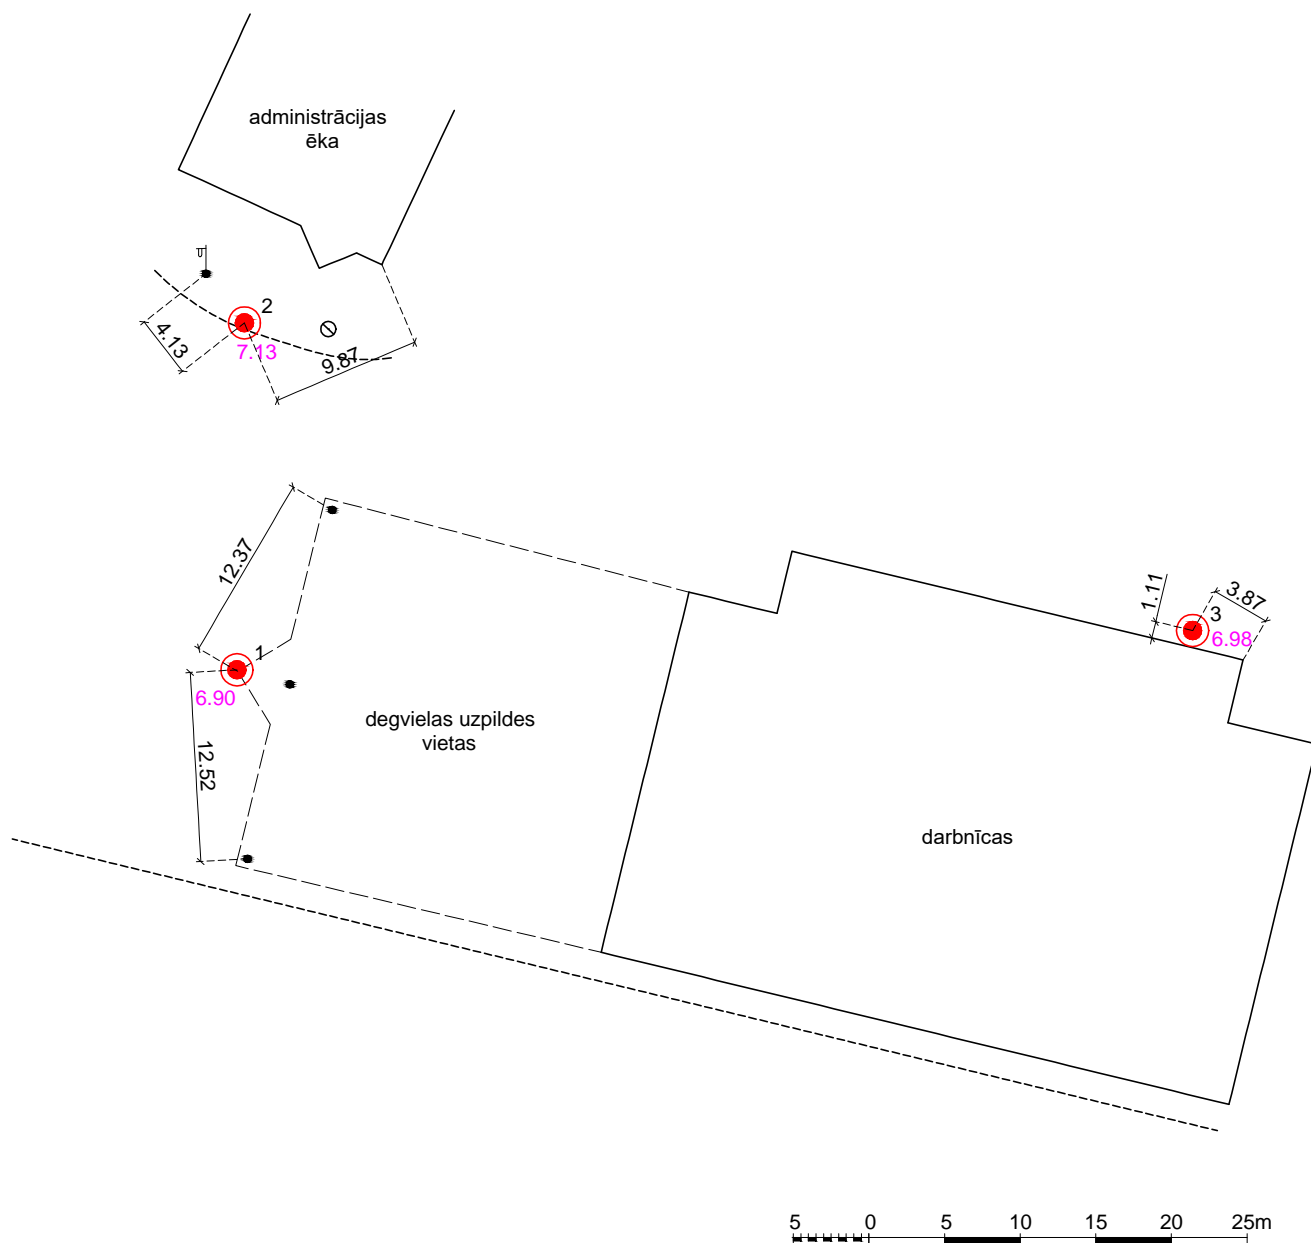 administrācijas
ēka
2
4.13
7.13
9.87
12.37
1.11
3.87
3
6.98
1
6.90
degvielas uzpildes
vietas
12.52
darbnīcas
5 0 5 10 15 20 25m